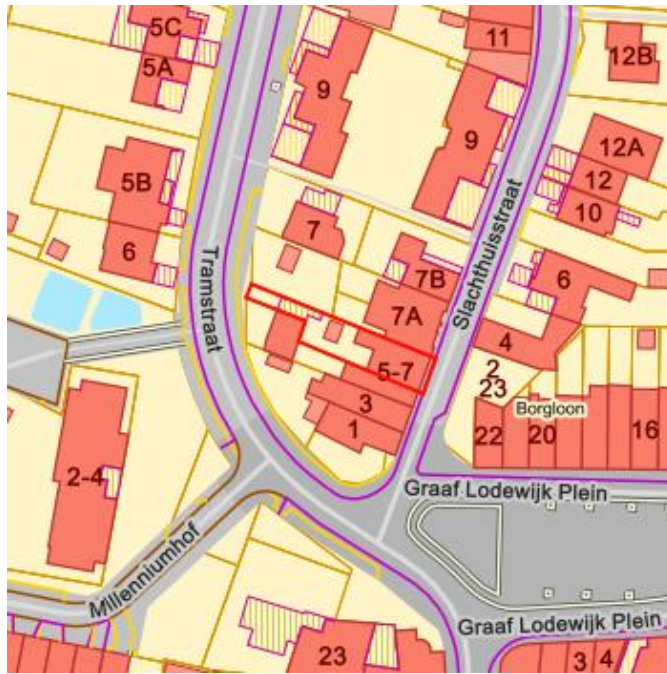 5C
5A
9
11
12B
9
12A
12
10
5B
6
7
7B
6
7A
Slachthuisstraat
Tramstraat
4
5-7
2
23
3
1
Borgloon
22
20
16
2-4
Graaf Lodewijk Plein
Millenniumhof
Graaf Lodewijk Plein
23
3
4